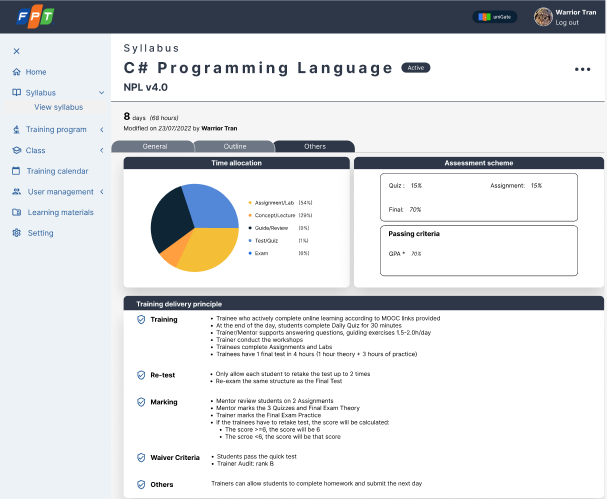 FPT
uniGate
Warrior Tran
Log out
Home
Syllabus
View syllabus
Training program
Class
Training calendar
User management
Learning materials
Setting
Syllabus
C# Programming Language
Active
NPL v4.0
8 days (68 hours)
Modified on 23/07/2022 by Warrior Tran
General
Outline
Others
Time allocation
Assignment/Lab (54%)
Concept/Lecture (29%)
Guide/Review (9%)
Test/Quiz (1%)
Exam (6%)
Assessment scheme
Quiz : 15%
Assignment: 15%
Final: 70%
Passing criteria
GPA * 70%
Training delivery principle
Training
• Trainee who actively complete online learning according to MOOC links provided
• At the end of the day, students complete Daily Quiz for 30 minutes
• Trainer/Mentor supports answering questions, guiding exercises 1.5-2.0h/day
• Trainer conduct the workshops
• Trainees complete Assignments and Labs
• Trainees have 1 final test in 4 hours (1 hour theory + 3 hours of practice)
Re-test
• Only allow each student to retake the test up to 2 times
• Re-exam the same structure as the Final Test
Marking
• Mentor review students on 2 Assignments
• Mentor marks the 3 Quizzes and Final Exam Theory
• Trainer marks the Final Exam Practice
• If the trainees have to retake test, the score will be calculated:
• The score >=6, the score will be 6
• The scroe <6, the score will be that score
Waiver Criteria
• Students pass the quick test
• Trainer Audit: rank B
Others
Trainers can allow students to complete homework and submit the next day